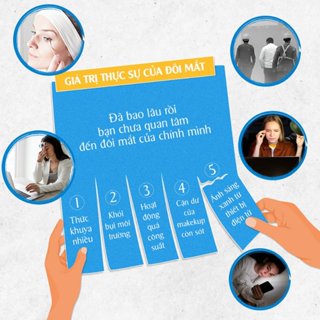 GIÁ TRỊ THỰC SỰ CỦA ĐÔI MẮT
Đã bao lâu rồi
bạn chưa quan tâm
đến đôi mắt của chính mình
1
Thức
khuya
nhiều
2
Khói
bụi môi
trường
3
Hoạt
động
quá
công
suất
4
Cặn dư
của
makeup
còn sót
5
Ánh sáng
xanh từ
thiết bị
điện tử